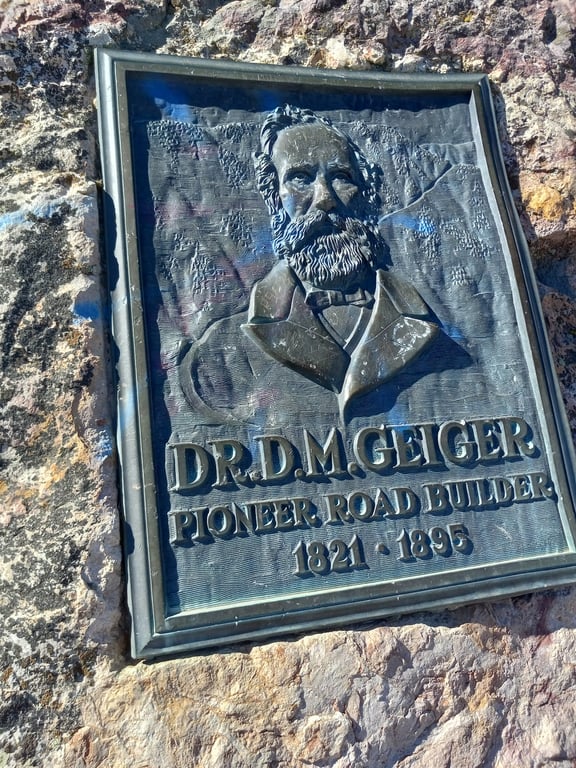 DR. D. M. GEIGER
PIONEER ROAD BUILDER
1821 · 1895